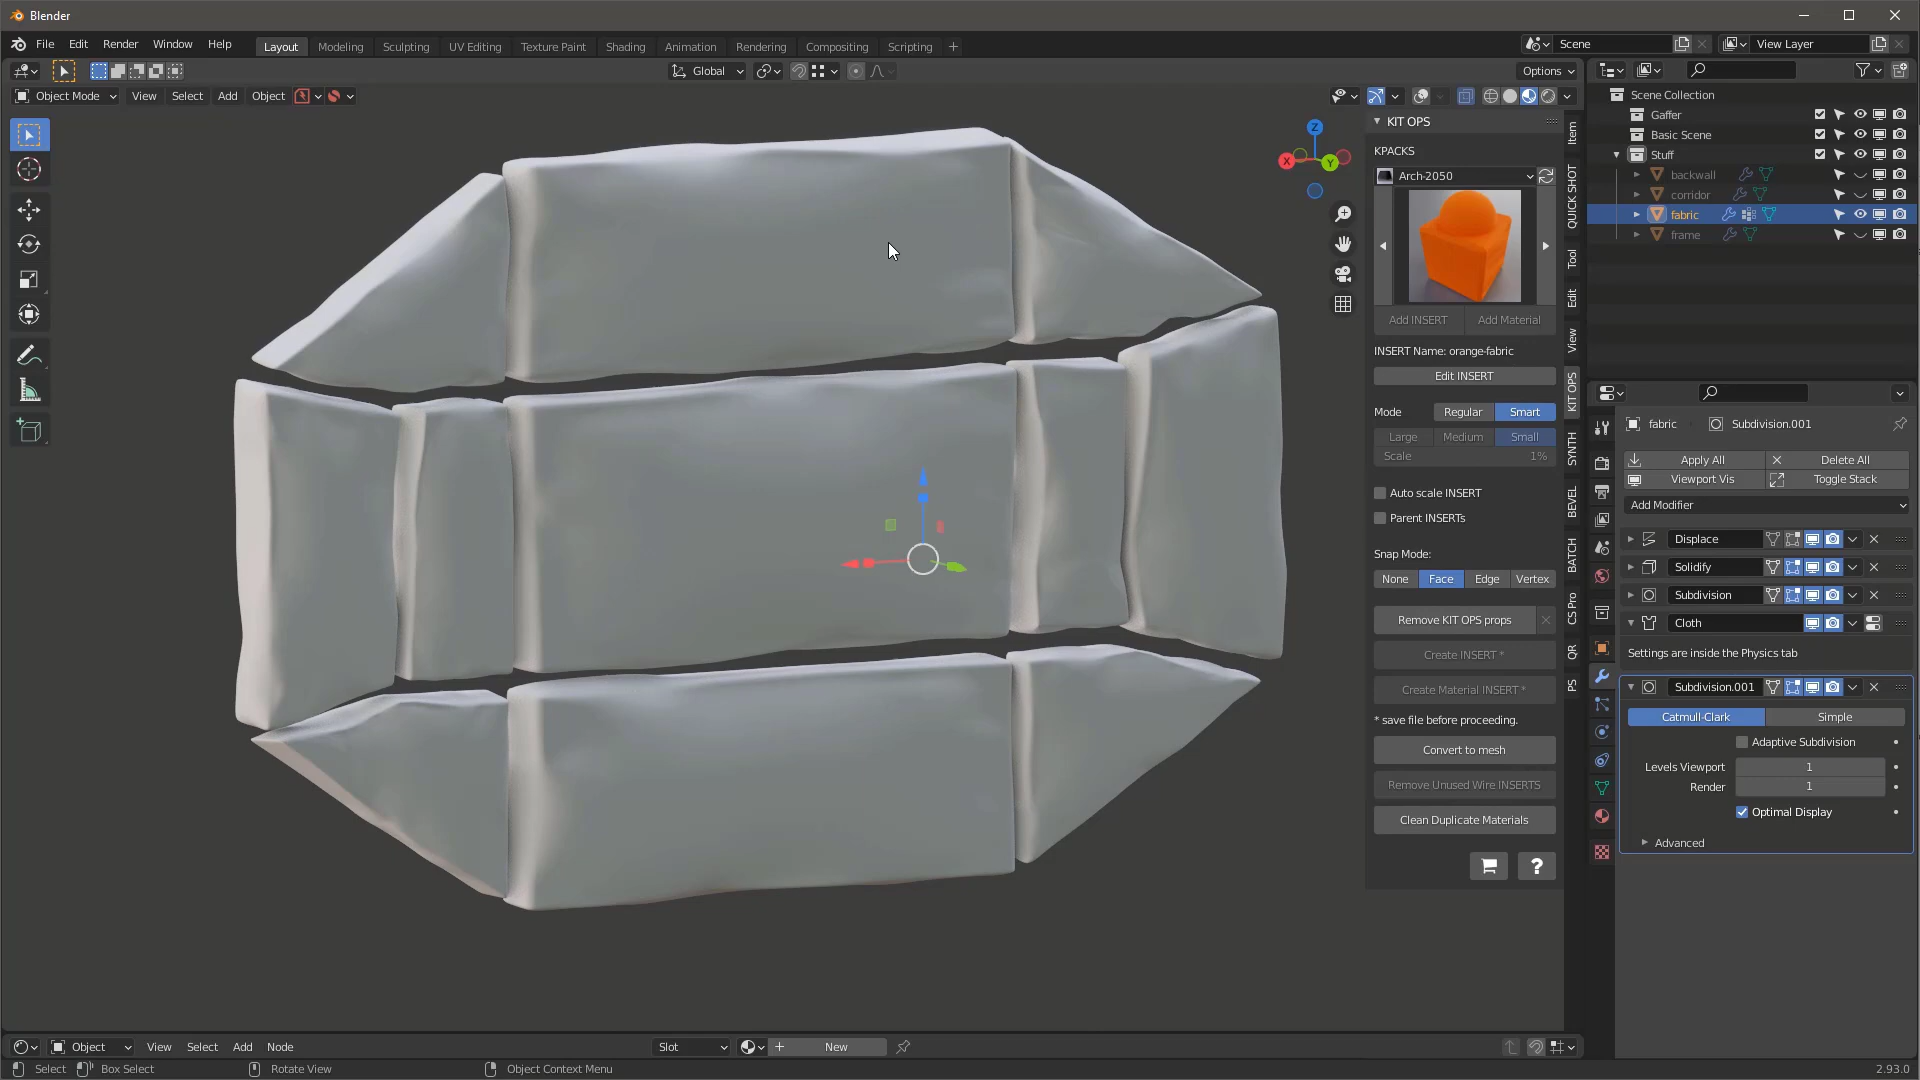 Blender
File Edit Render Window Help Layout Modeling Sculpting UV Editing Texture Paint Shading Animation Rendering Compositing Scripting + Scene View Layer
Global Options
Object Mode View Select Add Object
Scene Collection
Gaffer
Basic Scene
Stuff
backwall
corridor
fabric
frame
Z
X
Y
KIT OPS
KPACKS
Arch-2050
Add INSERT Add Material
INSERT Name: orange-fabric
Edit INSERT
Mode Regular Smart
Large Medium Small
Scale 1%
Auto scale INSERT
Parent INSERTs
Snap Mode:
None Face Edge Vertex
Remove KIT OPS props
Create INSERT *
Create Material INSERT *
* save file before proceeding.
Convert to mesh
Remove Unused Wire INSERTS
Clean Duplicate Materials
?
Item
QUICK SHOT
Tool
Edit
View
KIT OPS
SYNTH
BEVEL
BATCH
CS Pro
QR
PS
fabric Subdivision.001
Apply All Delete All
Viewport Vis Toggle Stack
Add Modifier
Displace
Solidify
Subdivision
Cloth
Settings are inside the Physics tab
Subdivision.001
Catmull-Clark Simple
Adaptive Subdivision
Levels Viewport 1
Render 1
Optimal Display
Advanced
Object View Select Add Node Slot + New
Select Box Select Rotate View Object Context Menu 2.93.0